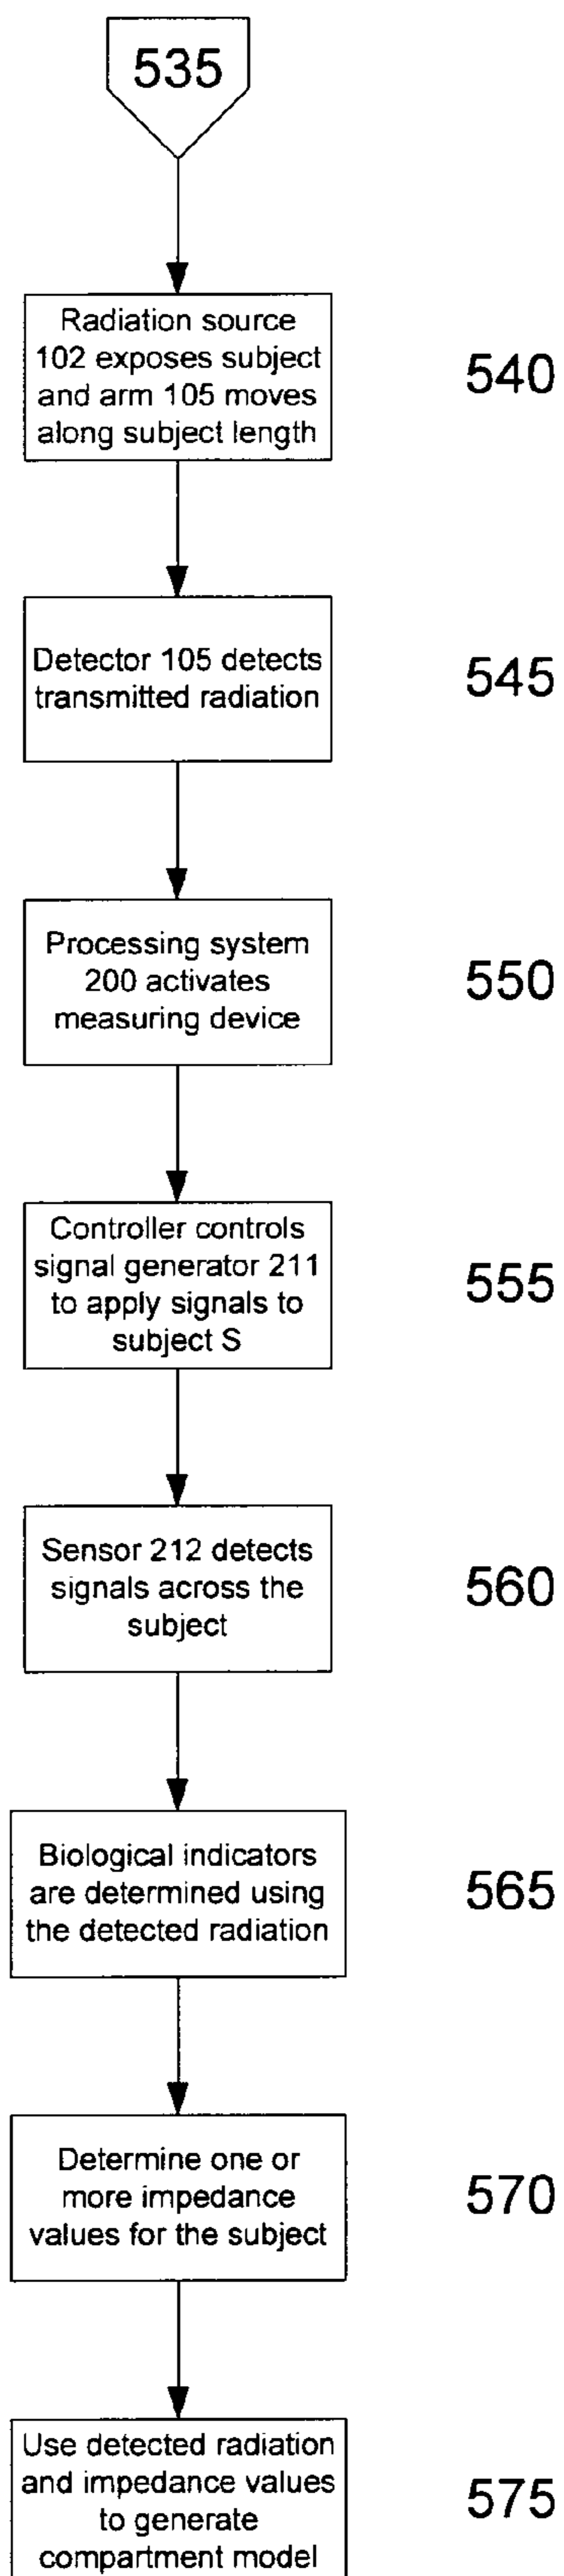 535
Radiation source
102 exposes subject
and arm 105 moves
along subject length
540
Detector 105 detects
transmitted radiation
545
Processing system
200 activates
measuring device
550
Controller controls
signal generator 211
to apply signals to
subject S
555
Sensor 212 detects
signals across the
subject
560
Biological indicators
are determined using
the detected radiation
565
Determine one or
more impedance
values for the subject
570
Use detected radiation
and impedance values
to generate
compartment model
575